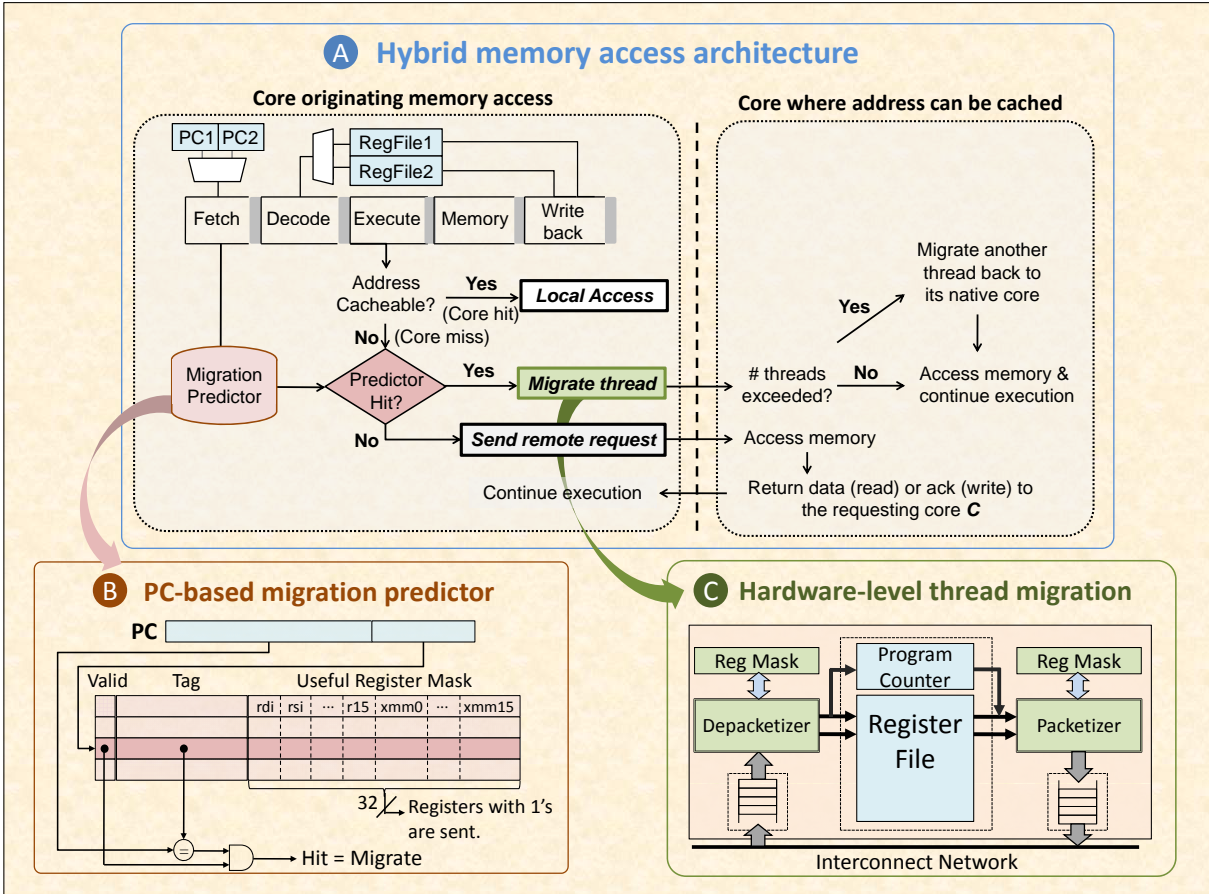 A Hybrid memory access architecture
Core originating memory access
Core where address can be cached
PC1 PC2
RegFile1
RegFile2
Fetch Decode Execute Memory Write
back
Address
Cacheable?
Yes
(Core hit)
Local Access
No (Core miss)
Migration
Predictor
Predictor
Hit?
Yes
Migrate thread
No
Send remote request
Continue execution
Migrate another
thread back to
its native core
Yes
# threads
exceeded?
No
Access memory &
continue execution
Access memory
Return data (read) or ack (write) to
the requesting core C
B PC-based migration predictor
PC
Valid Tag Useful Register Mask
rdi rsi ... r15 xmm0 ... xmm15
32
Registers with 1's
are sent.
=
Hit = Migrate
C Hardware-level thread migration
Reg Mask
Program
Counter
Reg Mask
Depacketizer
Register
File
Packetizer
Interconnect Network